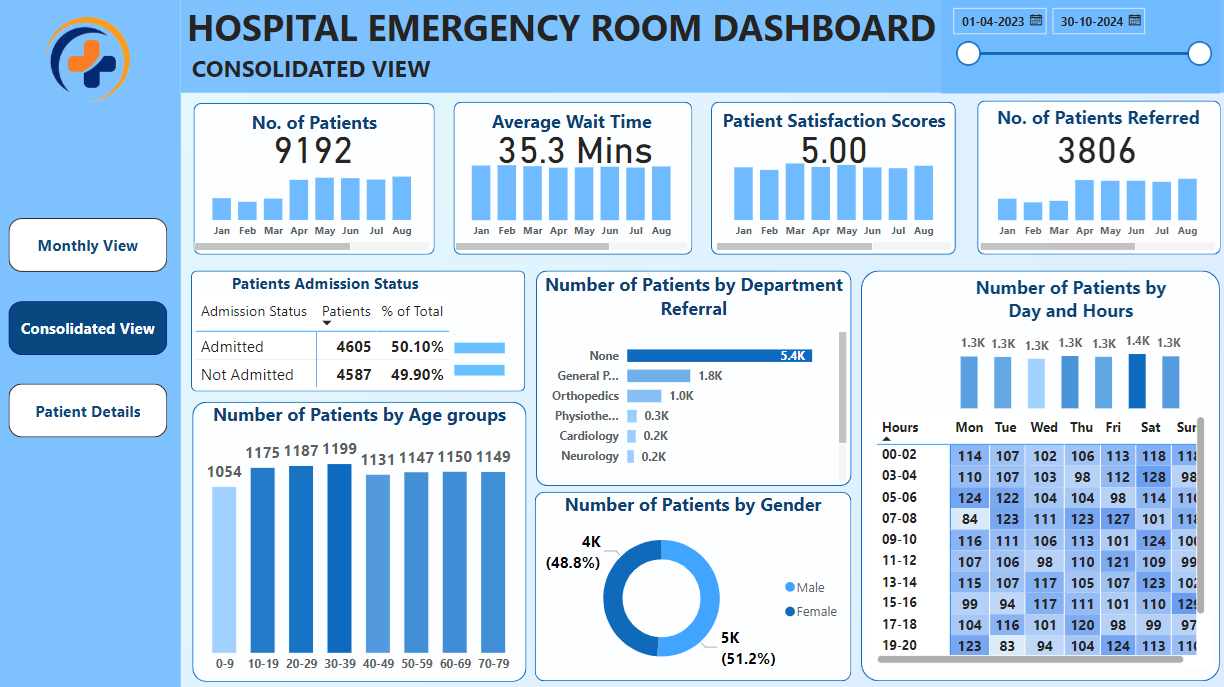 HOSPITAL EMERGENCY ROOM DASHBOARD
CONSOLIDATED VIEW
01-04-2023
30-10-2024
Monthly View
Consolidated View
Patient Details
No. of Patients
9192
Jan Feb Mar Apr May Jun Jul Aug
Average Wait Time
35.3 Mins
Jan Feb Mar Apr May Jun Jul Aug
Patient Satisfaction Scores
5.00
Jan Feb Mar Apr May Jun Jul Aug
No. of Patients Referred
3806
Jan Feb Mar Apr May Jun Jul Aug
Patients Admission Status
Admission Status Patients % of Total
Admitted 4605 50.10%
Not Admitted 4587 49.90%
Number of Patients by Age groups
1054 1175 1187 1199 1131 1147 1150 1149
0-9 10-19 20-29 30-39 40-49 50-59 60-69 70-79
Number of Patients by Department
Referral
None 5.4K
General P... 1.8K
Orthopedics 1.0K
Physiothe... 0.3K
Cardiology 0.2K
Neurology 0.2K
Number of Patients by Gender
4K
(48.8%)
5K
(51.2%)
Male
Female
Number of Patients by
Day and Hours
1.3K 1.3K 1.3K 1.3K 1.3K 1.4K 1.3K
Hours Mon Tue Wed Thu Fri Sat Sun
00-02 114 107 102 106 113 118
03-04 110 107 103 98 112 128 98
05-06 124 122 104 104 98 114
07-08 84 123 111 123 127 101
09-10 116 111 106 113 101 124
11-12 107 106 98 110 121 109 99
13-14 115 107 117 105 107 123
15-16 99 94 117 111 101 110
17-18 104 116 101 120 98 99 97
19-20 123 83 94 104 124 113